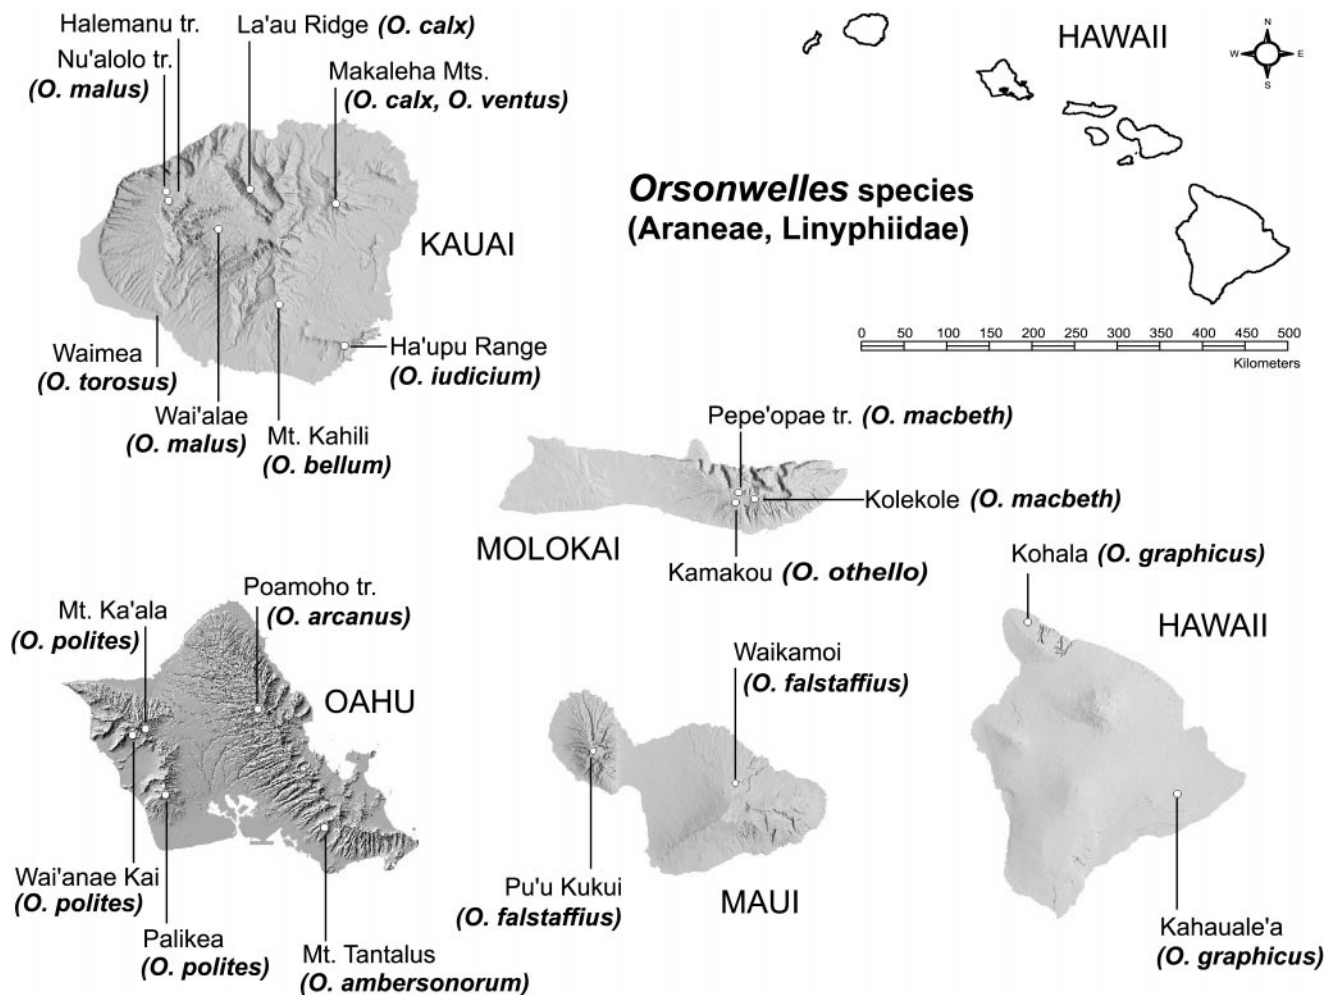 Halemanu tr.
Nu'alolo tr.
(O. malus)
La'au Ridge (O. calx)
Makaleha Mts.
(O. calx, O. ventus)
KAUAI
Waimea
(O. torosus)
Wai'alae
(O. malus)
Mt. Kahili
(O. bellum)
Ha'upu Range
(O. iudicium)
HAWAII
N
W
E
S
Orsonwelles species
(Araneae, Linyphiidae)
0 50 100 150 200 250 300 350 400 450 500
Kilometers
Pepe'opae tr. (O. macbeth)
Kolekole (O. macbeth)
MOLOKAI
Kamakou (O. othello)
Poamoho tr.
(O. arcanus)
Mt. Ka'ala
(O. polites)
OAHU
Wai'anae Kai
(O. polites)
Palikea
(O. polites)
Mt. Tantalus
(O. ambersonorum)
Waikamoi
(O. falstaffius)
Pu'u Kukui
(O. falstaffius)
MAUI
Kohala (O. graphicus)
HAWAII
Kahauale'a
(O. graphicus)